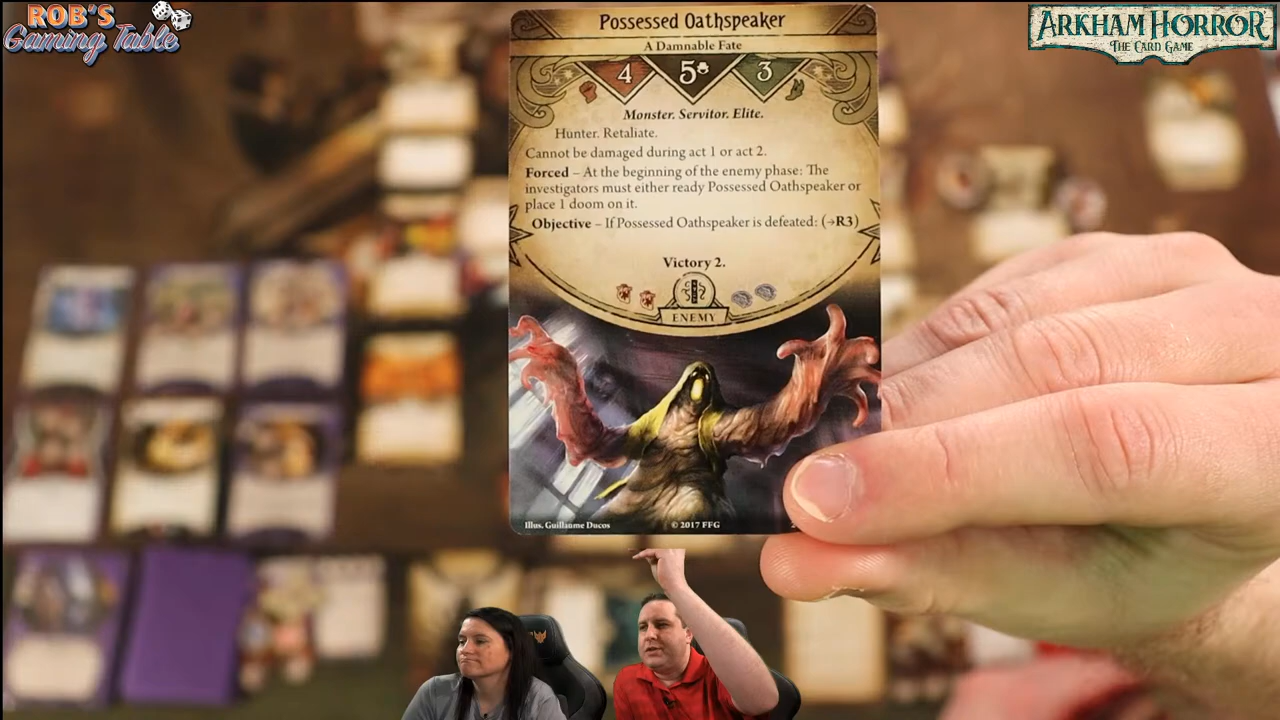 ROB'S
Gaming Table
ARKHAM HORROR
THE CARD GAME
Possessed Oathspeaker
A Damnable Fate
4 5 3
Monster. Servitor. Elite.
Hunter. Retaliate.
Cannot be damaged during act 1 or act 2.
Forced – At the beginning of the enemy phase: The
investigators must either ready Possessed Oathspeaker or
place 1 doom on it.
Objective – If Possessed Oathspeaker is defeated: (→R3)
Victory 2.
ENEMY
Illus. Guillaume Ducos
© 2017 FFG